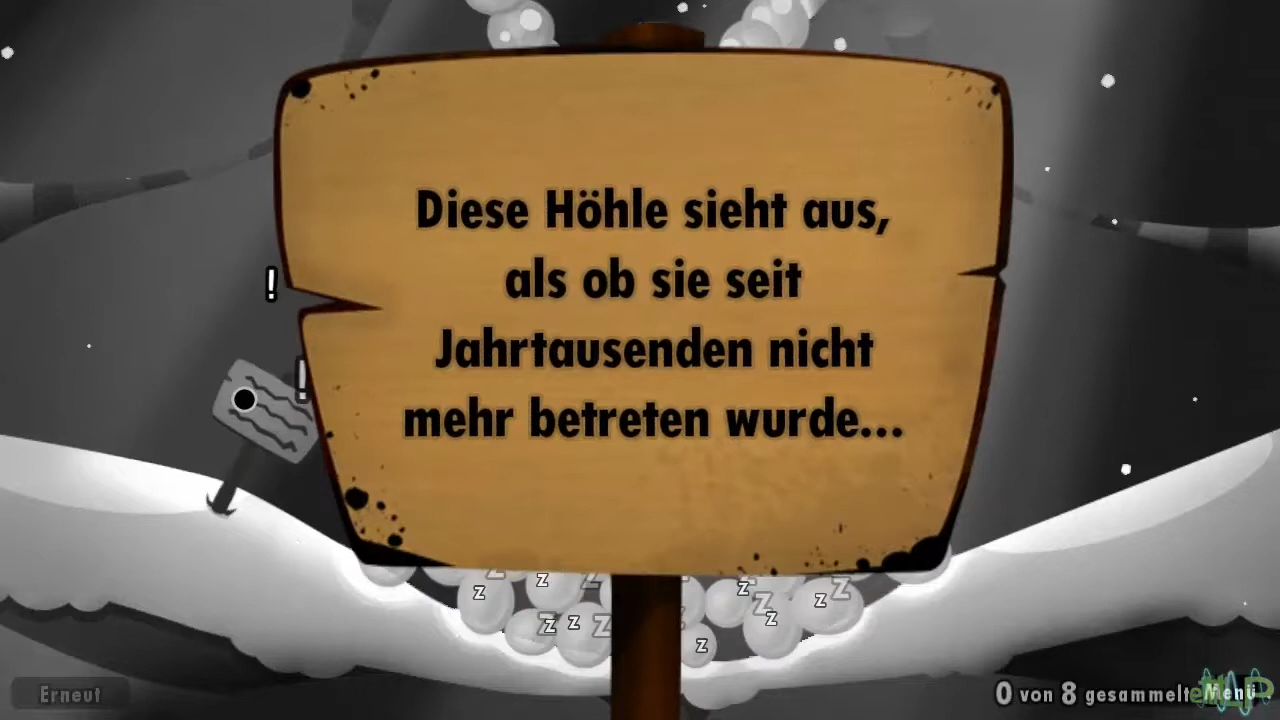 Diese Höhle sieht aus,
als ob sie seit
Jahrtausenden nicht
mehr betreten wurde...
!
!
z z z z z z z z z z z z
Erneut
0 von 8 gesammelt
Menü